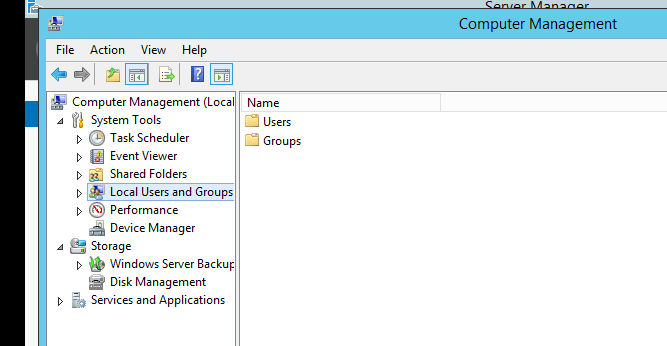 Server Manager
Computer Management
File Action View Help
Computer Management (Local
Name
System Tools
Users
Task Scheduler
Groups
Event Viewer
Shared Folders
Local Users and Groups
Performance
Device Manager
Storage
Windows Server Backup
Disk Management
Services and Applications